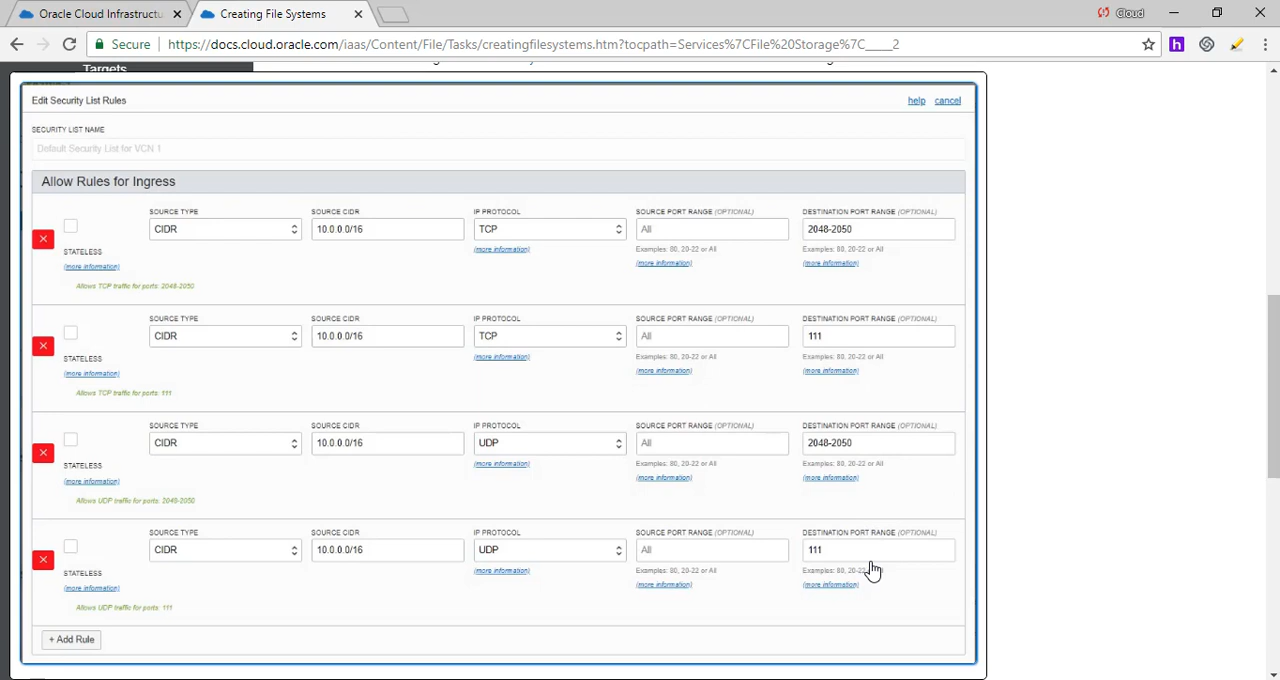 Oracle Cloud Infrastructu
Creating File Systems
Cloud
Secure
https://docs.cloud.oracle.com/iaas/Content/File/Tasks/creatingfilesystems.htm?tocpath=Services%7CFile%20Storage%7C____2
Targets
Edit Security List Rules
help
cancel
SECURITY LIST NAME
Default Security List for VCN 1
Allow Rules for Ingress
SOURCE TYPE
SOURCE CIDR
IP PROTOCOL
SOURCE PORT RANGE (OPTIONAL)
DESTINATION PORT RANGE (OPTIONAL)
CIDR
10.0.0.0/16
TCP
All
2048-2050
STATELESS
(more information)
Examples: 80, 20-22 or All
Examples: 80, 20-22 or All
(more information)
(more information)
(more information)
Allows TCP traffic for ports: 2048-2050
SOURCE TYPE
SOURCE CIDR
IP PROTOCOL
SOURCE PORT RANGE (OPTIONAL)
DESTINATION PORT RANGE (OPTIONAL)
CIDR
10.0.0.0/16
TCP
All
111
STATELESS
(more information)
Examples: 80, 20-22 or All
Examples: 80, 20-22 or All
(more information)
(more information)
(more information)
Allows TCP traffic for ports: 111
SOURCE TYPE
SOURCE CIDR
IP PROTOCOL
SOURCE PORT RANGE (OPTIONAL)
DESTINATION PORT RANGE (OPTIONAL)
CIDR
10.0.0.0/16
UDP
All
2048-2050
STATELESS
(more information)
Examples: 80, 20-22 or All
Examples: 80, 20-22 or All
(more information)
(more information)
(more information)
Allows UDP traffic for ports: 2049-2050
SOURCE TYPE
SOURCE CIDR
IP PROTOCOL
SOURCE PORT RANGE (OPTIONAL)
DESTINATION PORT RANGE (OPTIONAL)
CIDR
10.0.0.0/16
UDP
All
111
STATELESS
(more information)
Examples: 80, 20-22 or All
Examples: 80, 20-22
(more information)
(more information)
(more information)
Allows UDP traffic for ports: 111
+ Add Rule